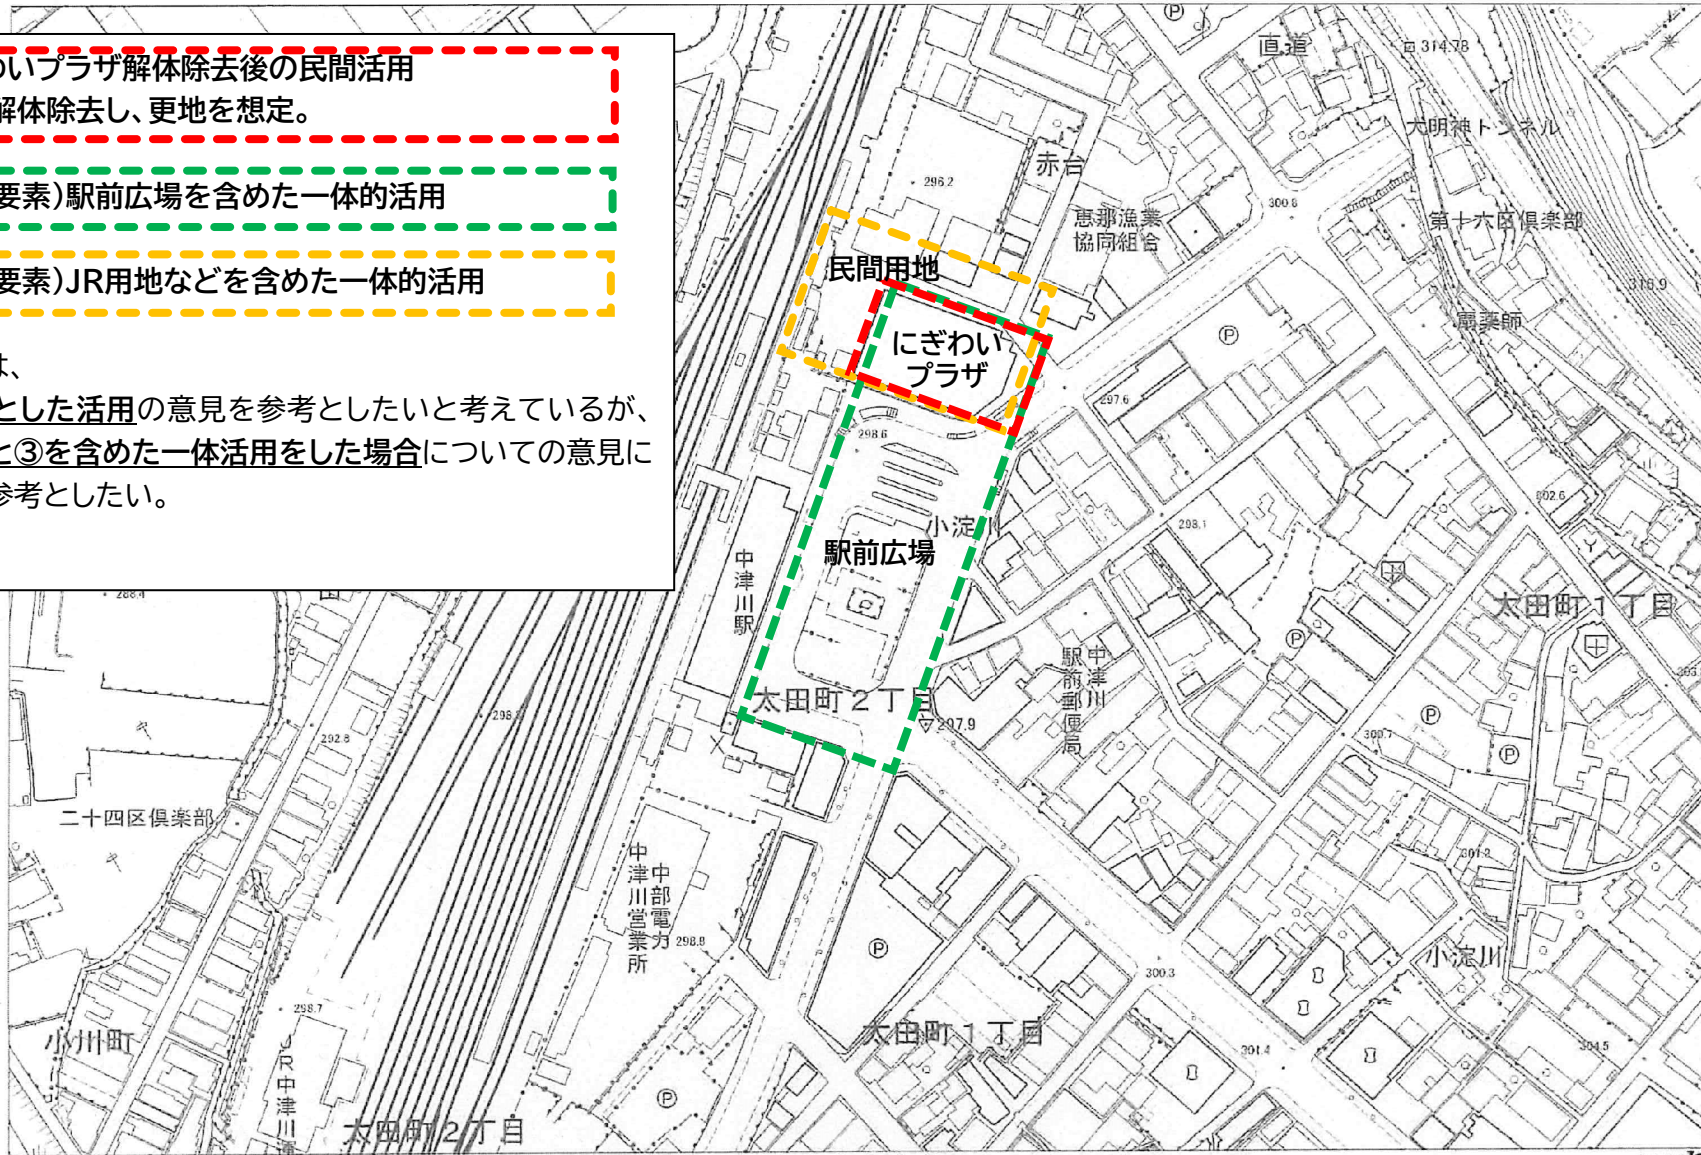 わいプラザ解体除去後の民間活用
解体除去し、更地を想定。
要素)駅前広場を含めた一体的活用
要素)JR用地などを含めた一体的活用
は、
とした活用の意見を参考としたいと考えているが、
と③を含めた一体活用をした場合についての意見に
参考としたい。
直道
314.78
大明神トンネル
赤台
296.2
恵那漁業
協同組合
300.8
第十六区倶楽部
316.9
民間用地
にぎわい
プラザ
297.6
298.6
302.6
298.1
小淀川
駅前広場
中津川駅
288.4
太田町1丁目
中津川
駅前郵便局
太田町2丁目
297.9
292.8
300.7
二十四区倶楽部
301.2
中部電力
中津川営業所
298.8
300.3
小淀川
298.7
小川町
JR中津川
太田町1丁目
301.4
304.5
太田町2丁目